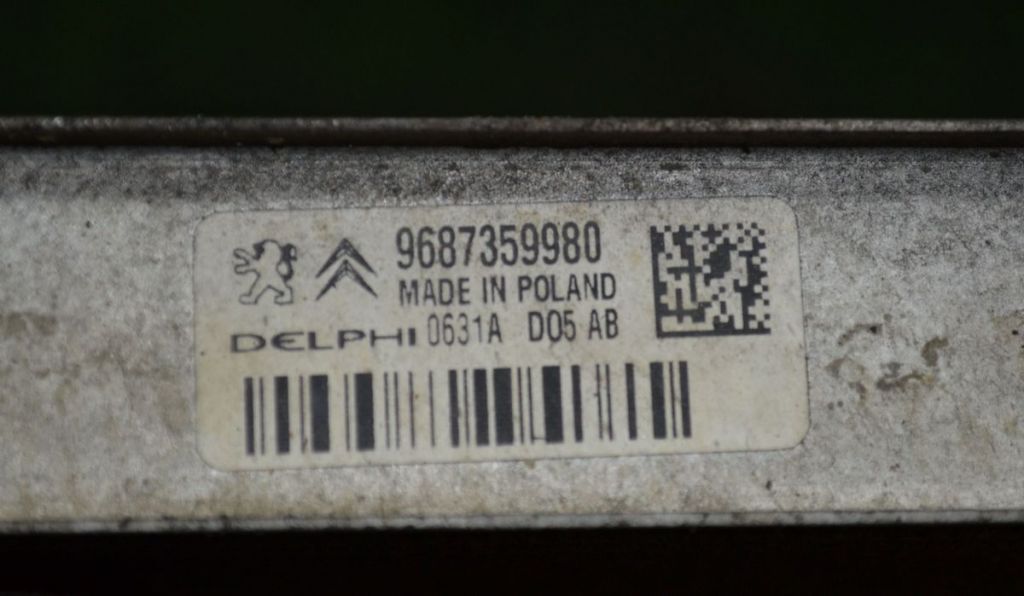 9687359980
MADE IN POLAND
DELPHI 0631A D05 AB